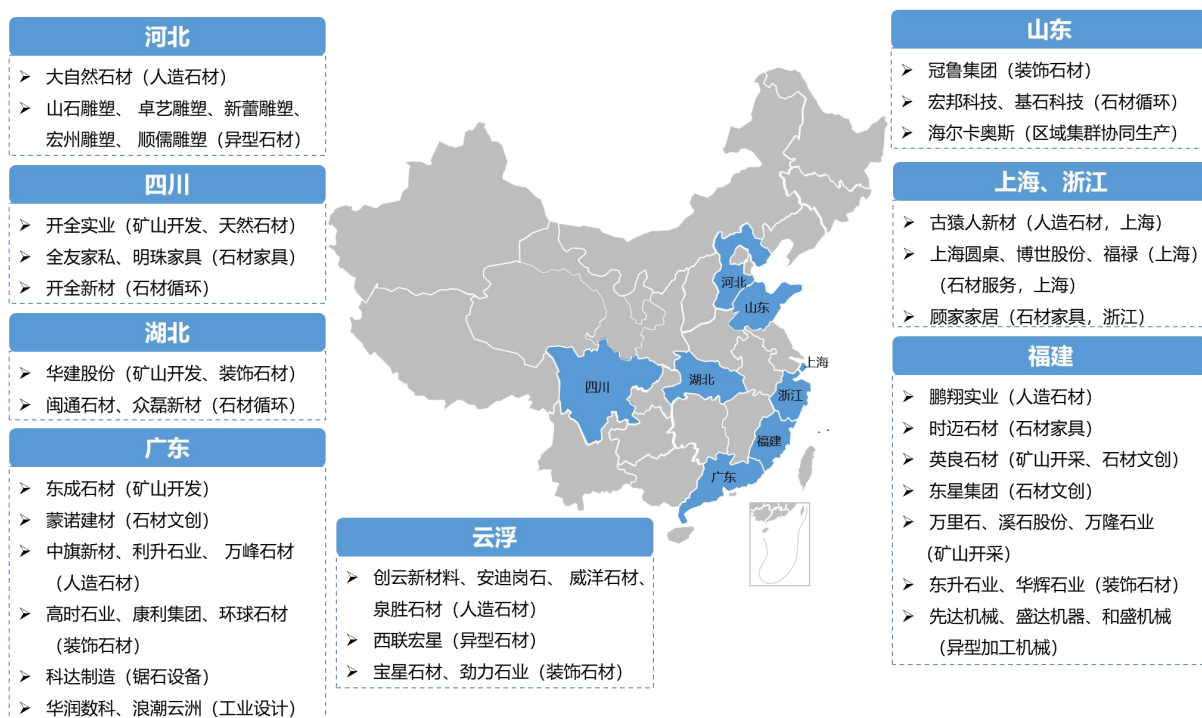 河北
➢ 大自然石材（人造石材）
➢ 山石雕塑、 卓艺雕塑、新蕾雕塑、
宏州雕塑、 顺儒雕塑（异型石材）
四川
➢ 开全实业（矿山开发、天然石材）
➢ 全友家私、明珠家具（石材家具）
➢ 开全新材（石材循环）
湖北
➢ 华建股份（矿山开发、装饰石材）
➢ 闽通石材、众磊新材（石材循环）
广东
➢ 东成石材（矿山开发）
➢ 蒙诺建材（石材文创）
➢ 中旗新材、利升石业、 万峰石材
（人造石材）
➢ 高时石业、康利集团、环球石材
（装饰石材）
➢ 科达制造（锯石设备）
➢ 华润数科、浪潮云洲（工业设计）
河北
山东
上海
四川
湖北
浙江
福建
广东
云浮
➢ 创云新材料、安迪岗石、 威洋石材、
泉胜石材（人造石材）
➢ 西联宏星（异型石材）
➢ 宝星石材、劲力石业（装饰石材）
山东
➢ 冠鲁集团（装饰石材）
➢ 宏邦科技、基石科技（石材循环）
➢ 海尔卡奥斯（区域集群协同生产）
上海、浙江
➢ 古猿人新材（人造石材，上海）
➢ 上海圆桌、博世股份、福禄（上海）
（石材服务，上海）
➢ 顾家家居（石材家具，浙江）
福建
➢ 鹏翔实业（人造石材）
➢ 时迈石材（石材家具）
➢ 英良石材（矿山开采、石材文创）
➢ 东星集团（石材文创）
➢ 万里石、溪石股份、万隆石业
（矿山开采）
➢ 东升石业、华辉石业（装饰石材）
➢ 先达机械、盛达机器、和盛机械
（异型加工机械）